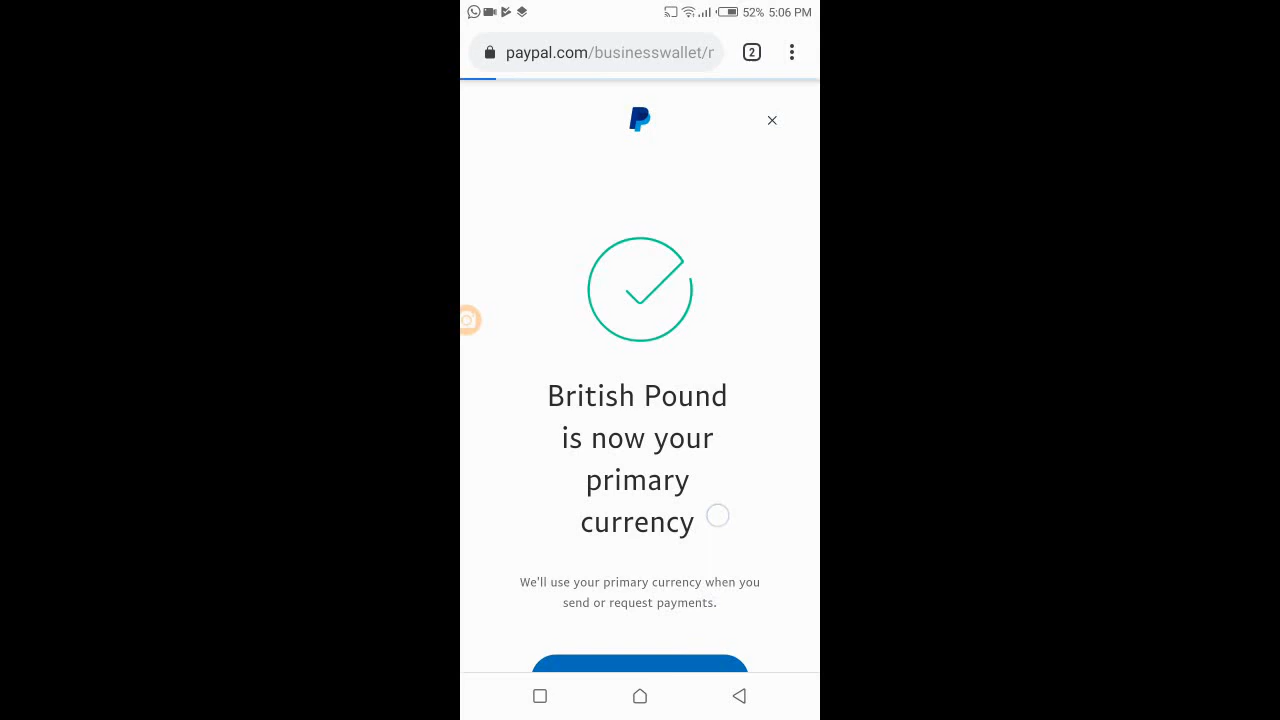 52% 5:06 PM
paypal.com/businesswallet/r
2
British Pound
is now your
primary
currency
We'll use your primary currency when you
send or request payments.